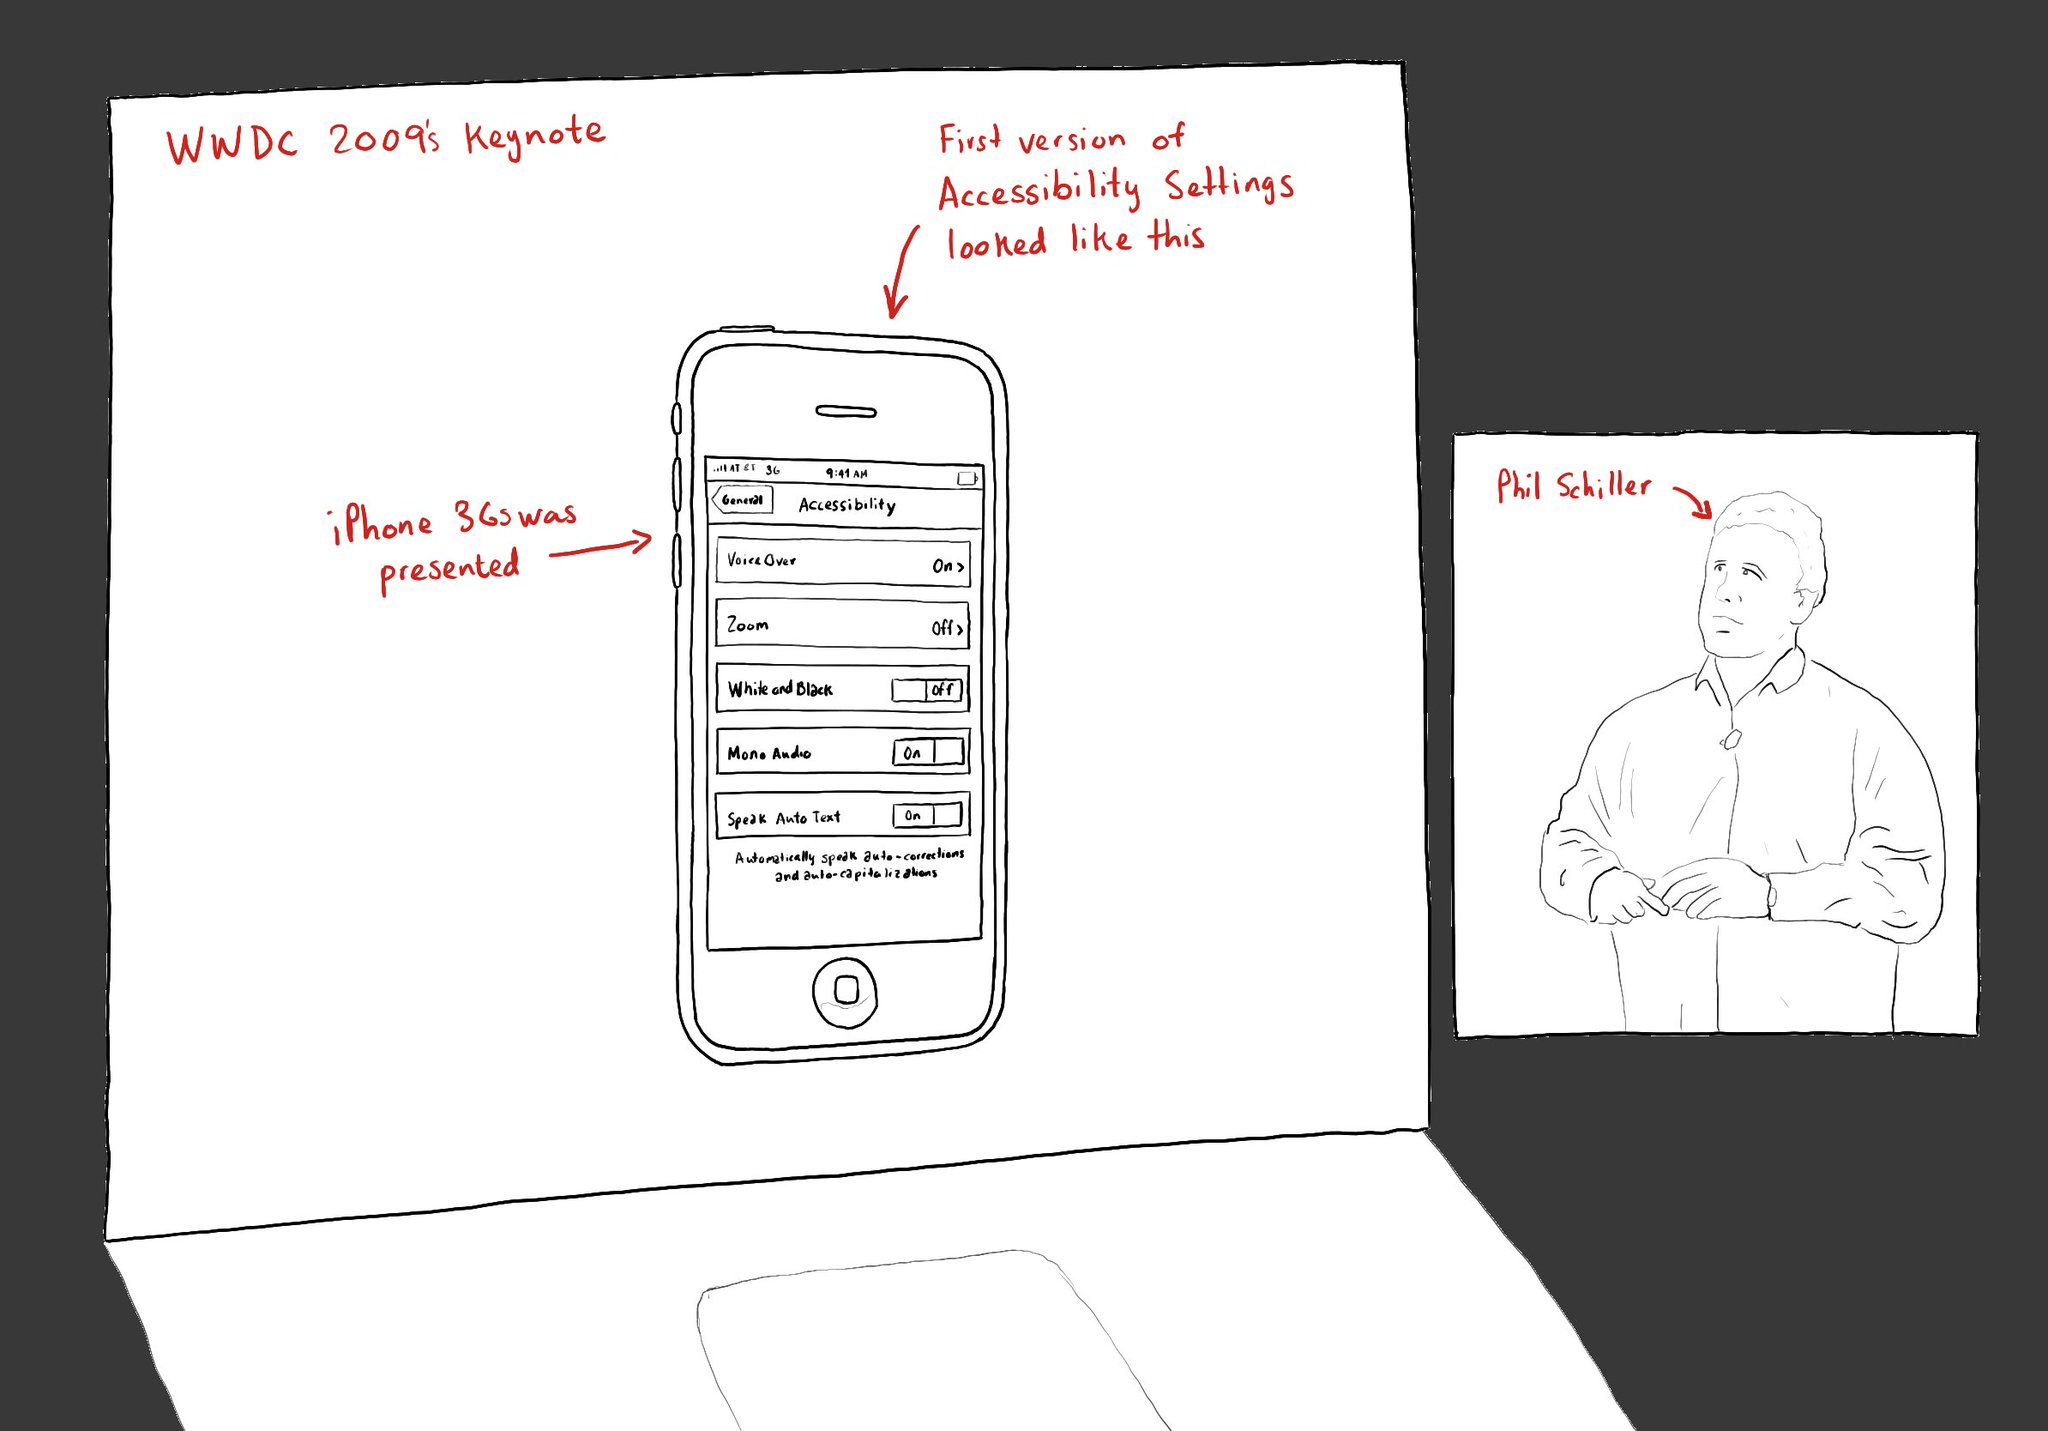 WWDC 2009's Keynote
First version of
Accessibility Settings
looked like this
iPhone 3Gs was
presented
AT&T 3G 9:41 AM
General Accessibility
VoiceOver On >
Zoom Off >
White and Black Off
Mono Audio On
Speak Auto Text On
Automatically speak auto-corrections
and auto-capitalizations
Phil Schiller